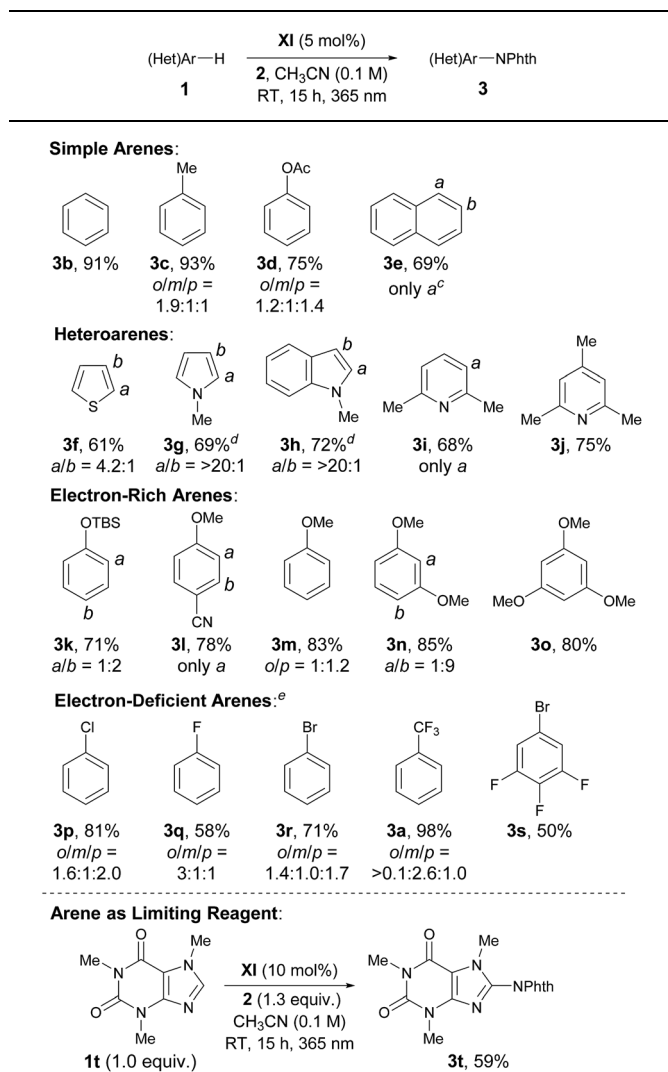 XI (5 mol%)
(Het)Ar—H
2, CH3CN (0.1 M)
(Het)Ar—NPhth
1
RT, 15 h, 365 nm
3
Simple Arenes:
Me
OAc
a
b
3b, 91%
3c, 93%
3d, 75%
3e, 69%
o/m/p =
o/m/p =
only a^c
1.9:1:1
1.2:1:1.4
Heteroarenes:
b
a
S
b
a
N
Me
b
a
N
Me
a
Me
N
Me
Me
Me
N
Me
3f, 61%
3g, 69%^d
3h, 72%^d
3i, 68%
3j, 75%
a/b = 4.2:1
a/b = >20:1
a/b = >20:1
only a
Electron-Rich Arenes:
OTBS
a
b
OMe
a
b
CN
OMe
OMe
a
OMe
b
OMe
MeO
OMe
3k, 71%
3l, 78%
3m, 83%
3n, 85%
3o, 80%
a/b = 1:2
only a
o/p = 1:1.2
a/b = 1:9
Electron-Deficient Arenes:^e
Cl
F
Br
CF3
Br
F
F
F
3p, 81%
3q, 58%
3r, 71%
3a, 98%
3s, 50%
o/m/p =
o/m/p =
o/m/p =
o/m/p =
1.6:1:2.0
3:1:1
1.4:1.0:1.7
>0.1:2.6:1.0
Arene as Limiting Reagent:
O
Me
Me
N
N
O
N
N
Me
1t (1.0 equiv.)
XI (10 mol%)
2 (1.3 equiv.)
CH3CN (0.1 M)
RT, 15 h, 365 nm
O
Me
Me
N
N
NPhth
O
N
N
Me
3t, 59%